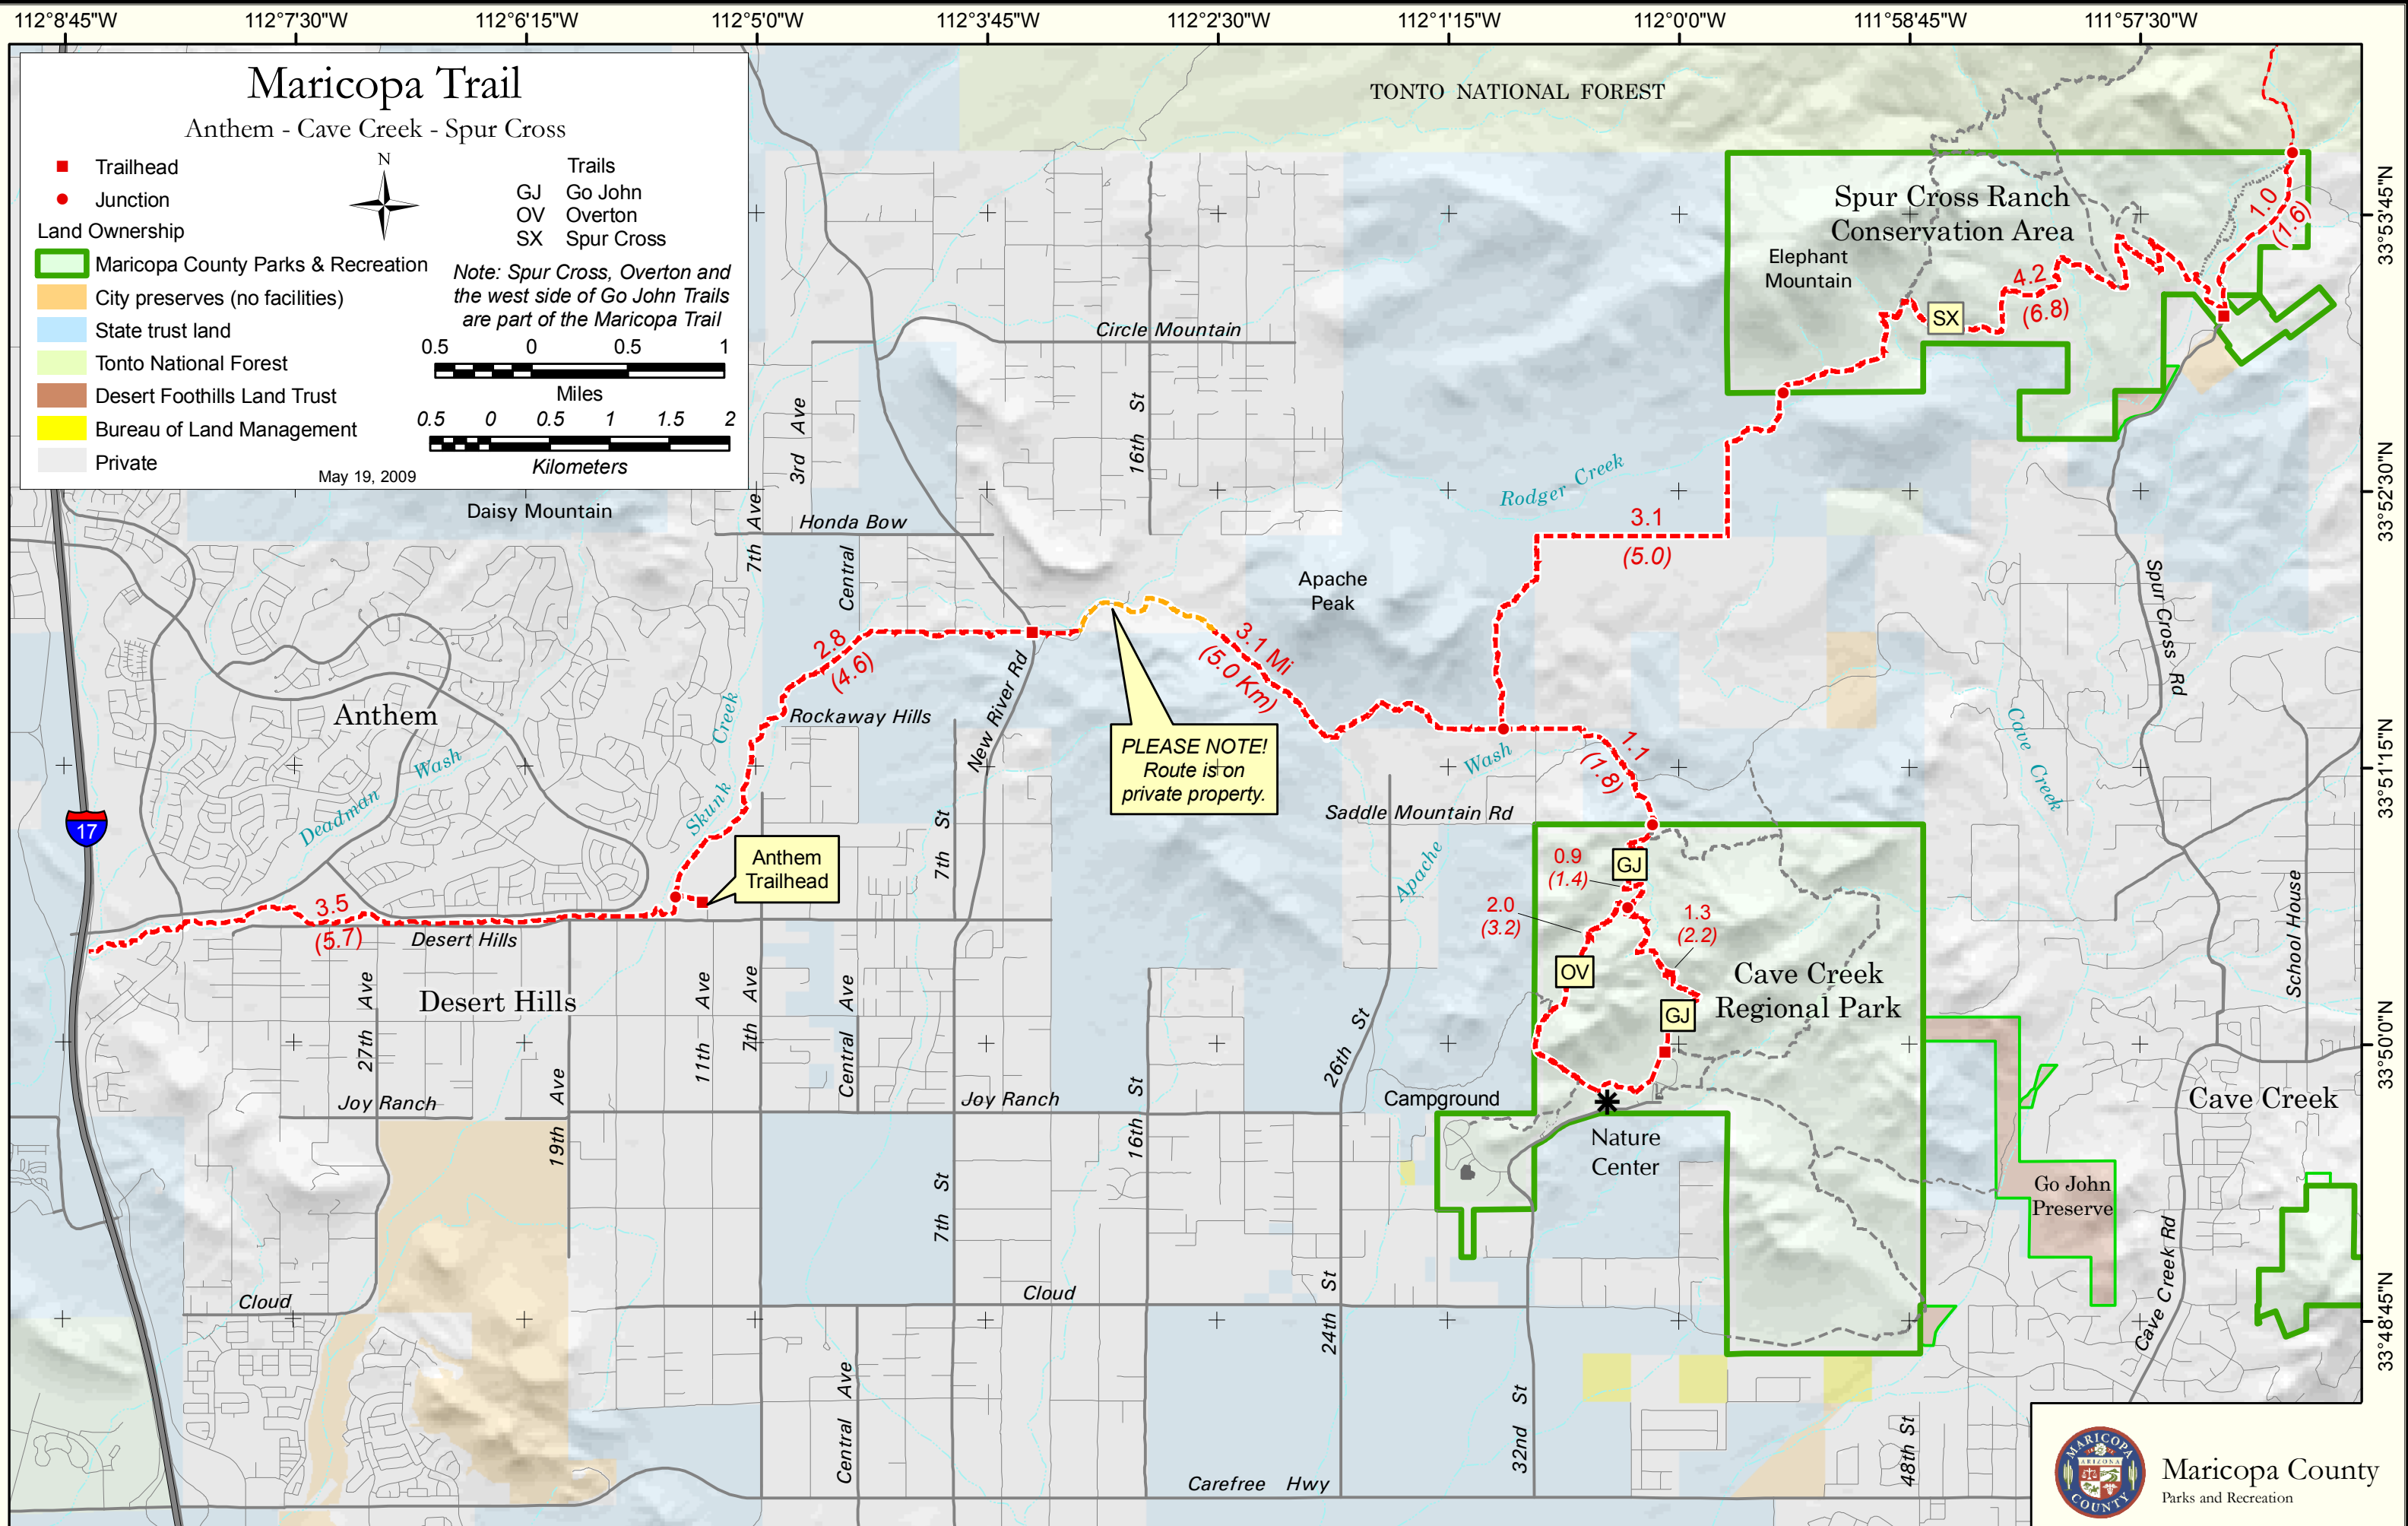 112°8'45"W
112°7'30"W
112°6'15"W
112°5'0"W
112°3'45"W
112°2'30"W
112°1'15"W
112°0'0"W
111°58'45"W
111°57'30"W
Maricopa Trail
Anthem - Cave Creek - Spur Cross
Trailhead
Junction
Land Ownership
Maricopa County Parks & Recreation
City preserves (no facilities)
State trust land
Tonto National Forest
Desert Foothills Land Trust
Bureau of Land Management
Private
May 19, 2009
N
Trails
GJ Go John
OV Overton
SX Spur Cross
Note: Spur Cross, Overton and
the west side of Go John Trails
are part of the Maricopa Trail
0.5 0 0.5 1
Miles
0.5 0 0.5 1 1.5 2
Kilometers
TONTO NATIONAL FOREST
Spur Cross Ranch
Conservation Area
Elephant
Mountain
SX
4.2
(6.8)
1.0
(1.6)
33°53'45"N
33°52'30"N
33°51'15"N
33°50'0"N
33°48'45"N
Circle Mountain
16th St
3rd Ave
7th Ave
Honda Bow
Central
Daisy Mountain
Rodger Creek
3.1
(5.0)
Apache
Peak
3.1 Mi
(5.0 Km)
2.8
(4.6)
Rockaway Hills
New River Rd
Skunk Creek
Anthem
Deadman Wash
17
PLEASE NOTE!
Route is on
private property.
Anthem
Trailhead
7th St
Apache Wash
Saddle Mountain Rd
1.1
(1.8)
Spur Cross Rd
Cave Creek
School House
3.5
(5.7)
Desert Hills
Desert Hills
27th Ave
19th Ave
11th Ave
7th Ave
Central Ave
Joy Ranch
Joy Ranch
16th St
26th St
GJ
0.9
(1.4)
2.0
(3.2)
1.3
(2.2)
OV
GJ
Cave Creek
Regional Park
Campground
Nature
Center
Cave Creek
Go John
Preserve
Cave Creek Rd
7th St
Cloud
Cloud
24th St
Central Ave
32nd St
48th St
Carefree Hwy
MARICOPA
ARIZONA
COUNTY
Maricopa County
Parks and Recreation